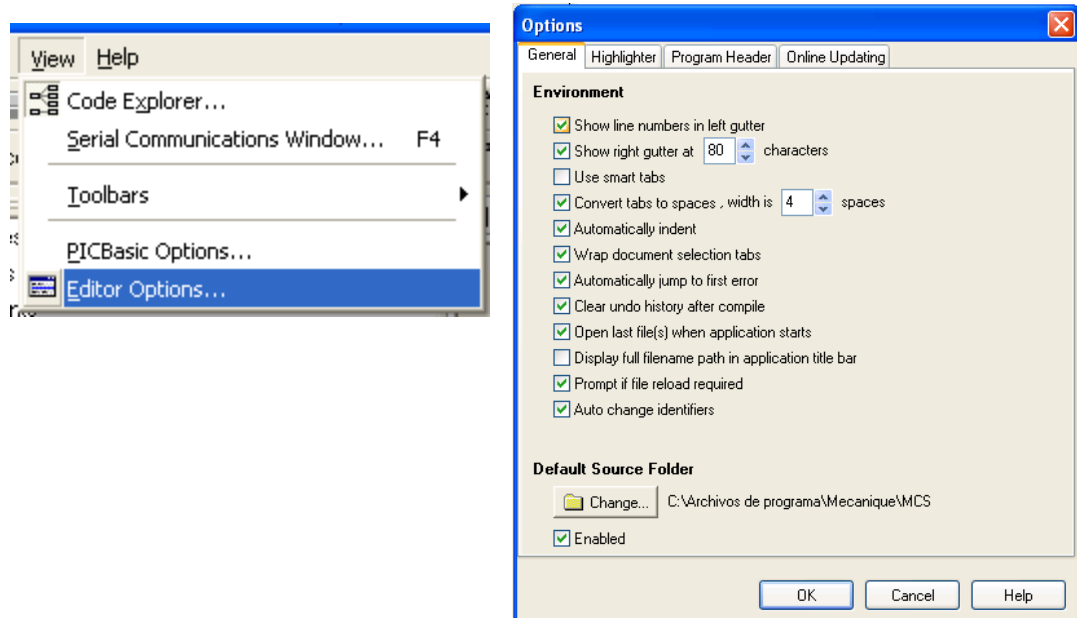 View Help
Code Explorer...
Serial Communications Window... F4
Toolbars
PICBasic Options...
Editor Options...
Options
General Highlighter Program Header Online Updating
Environment
Show line numbers in left gutter
Show right gutter at 80 characters
Use smart tabs
Convert tabs to spaces , width is 4 spaces
Automatically indent
Wrap document selection tabs
Automatically jump to first error
Clear undo history after compile
Open last file(s) when application starts
Display full filename path in application title bar
Prompt if file reload required
Auto change identifiers
Default Source Folder
Change... C:\Archivos de programa\Mecanique\MCS
Enabled
OK Cancel Help